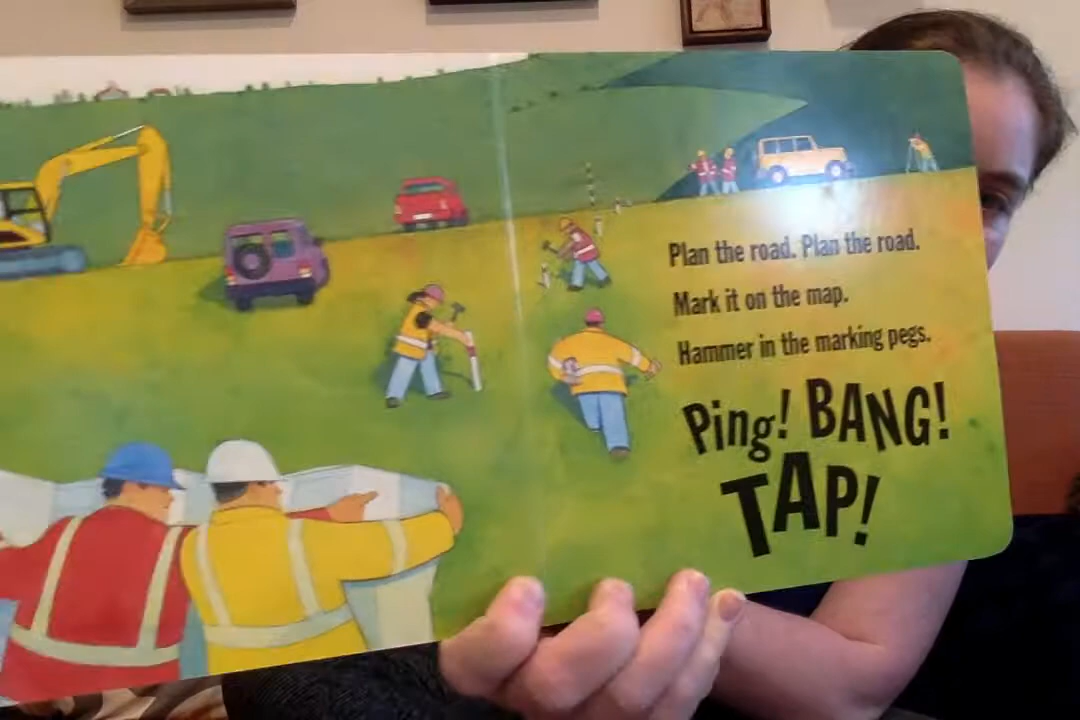 Plan the road. Plan the road.
Mark it on the map.
Hammer in the marking pegs.
Ping! BANG!
TAP!